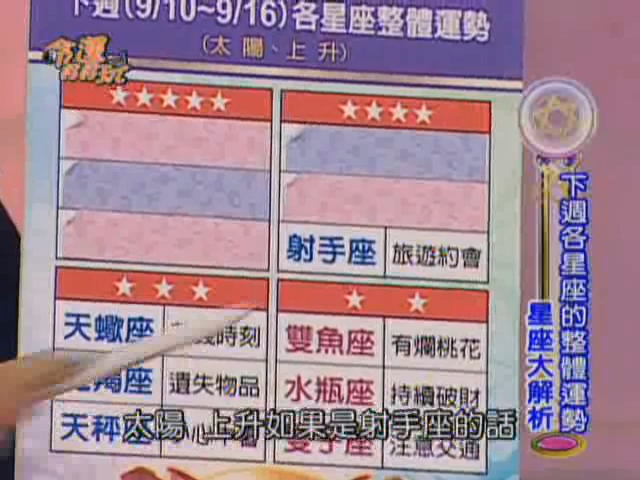 下週(9/10~9/16)各星座整體運勢
(太陽、上升)
命運好好玩
射手座 旅遊約會
天蠍座 時刻
雙魚座 有爛桃花
遺失物品
水瓶座 持續破財
天秤座
雙子座 注意交通
下週各星座的整體運勢
星座大解析
太陽 上升如果是射手座的話